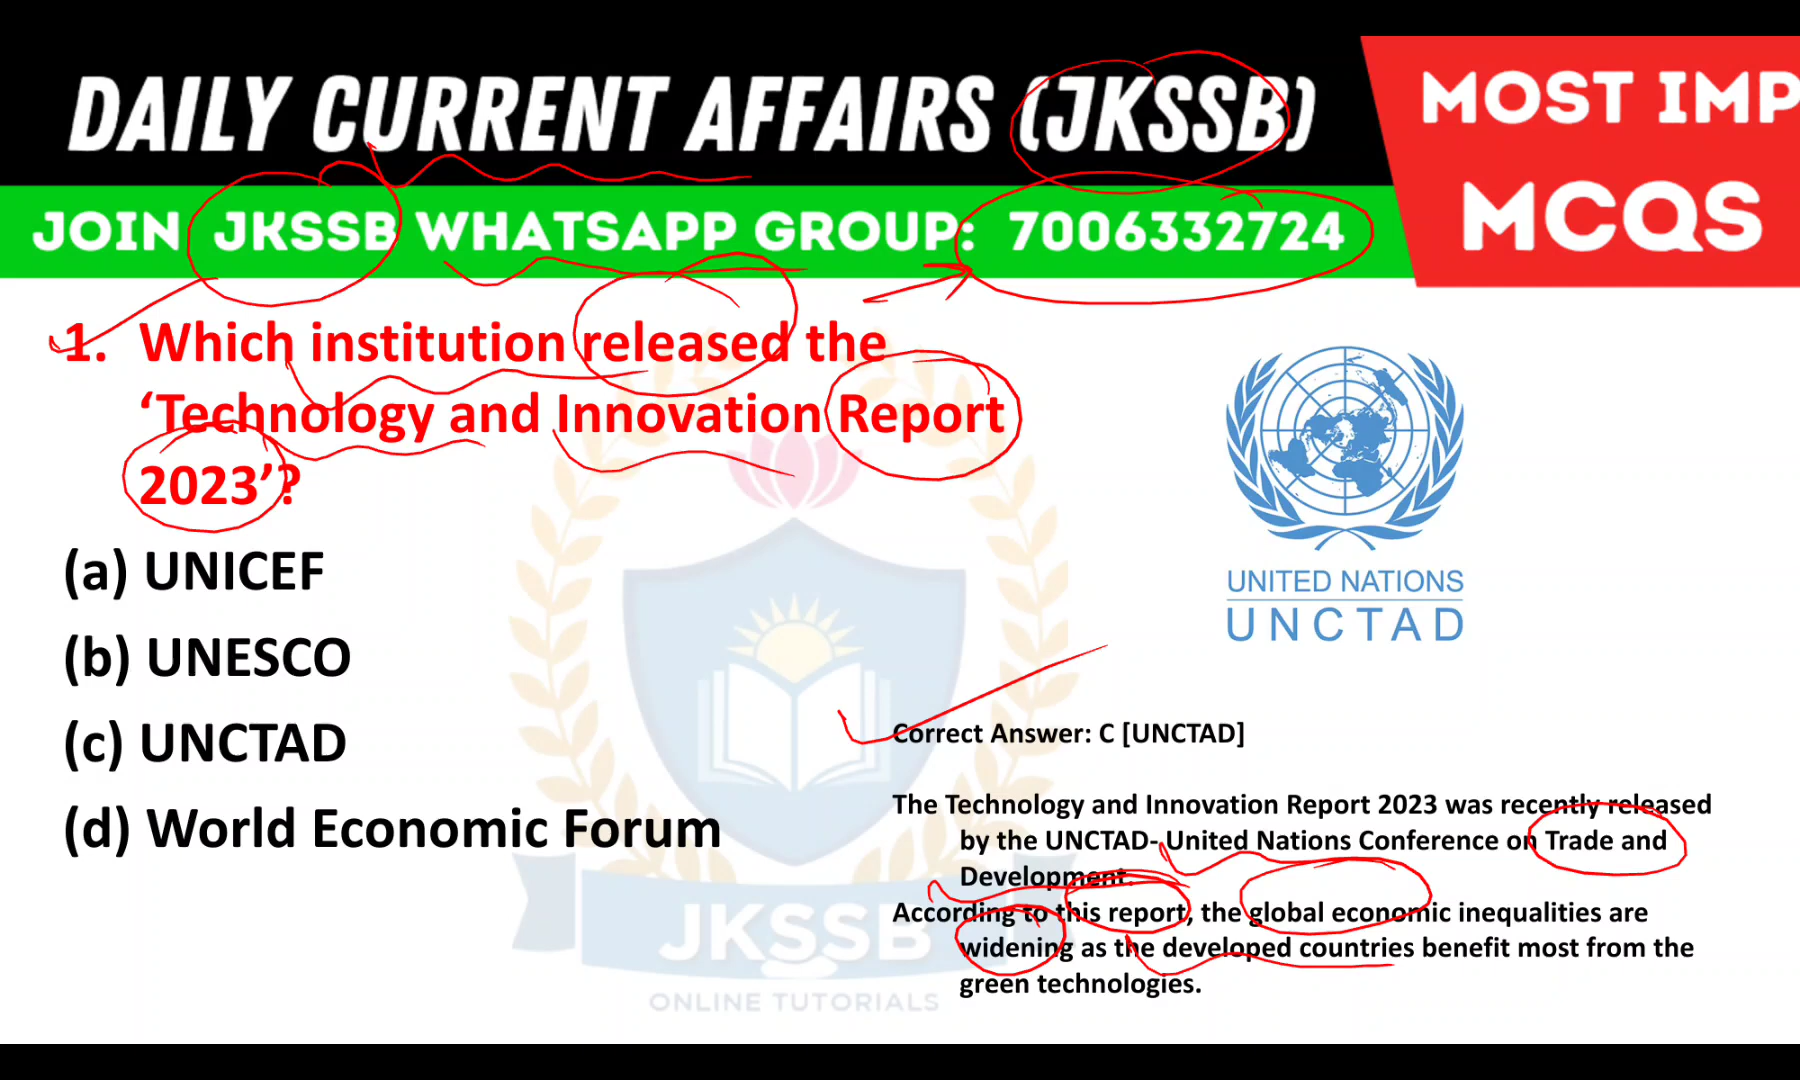 DAILY CURRENT AFFAIRS (JKSSB)
MOST IMP
MCQS
JOIN JKSSB WHATSAPP GROUP: 7006332724
1. Which institution released the
‘Technology and Innovation Report
2023’?
(a) UNICEF
(b) UNESCO
(c) UNCTAD
(d) World Economic Forum
UNITED NATIONS
UNCTAD
Correct Answer: C [UNCTAD]
The Technology and Innovation Report 2023 was recently released
by the UNCTAD- United Nations Conference on Trade and
Development.
According to this report, the global economic inequalities are
widening as the developed countries benefit most from the
green technologies.
JKSSB
ONLINE TUTORIALS